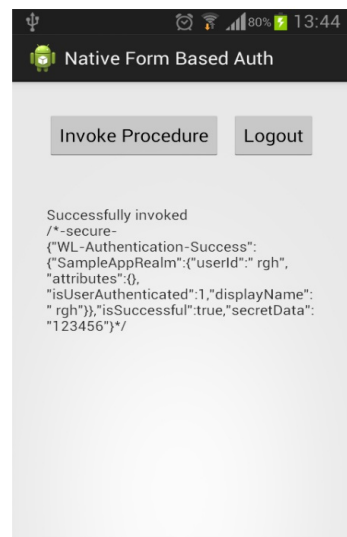 80% 13:44
Native Form Based Auth
Invoke Procedure Logout
Successfully invoked
/*-secure-
{"WL-Authentication-Success":
{"SampleAppRealm":{"userId":" rgh",
"attributes":{},
"isUserAuthenticated":1,"displayName":
" rgh"}},"isSuccessful":true,"secretData":
"123456"}*/